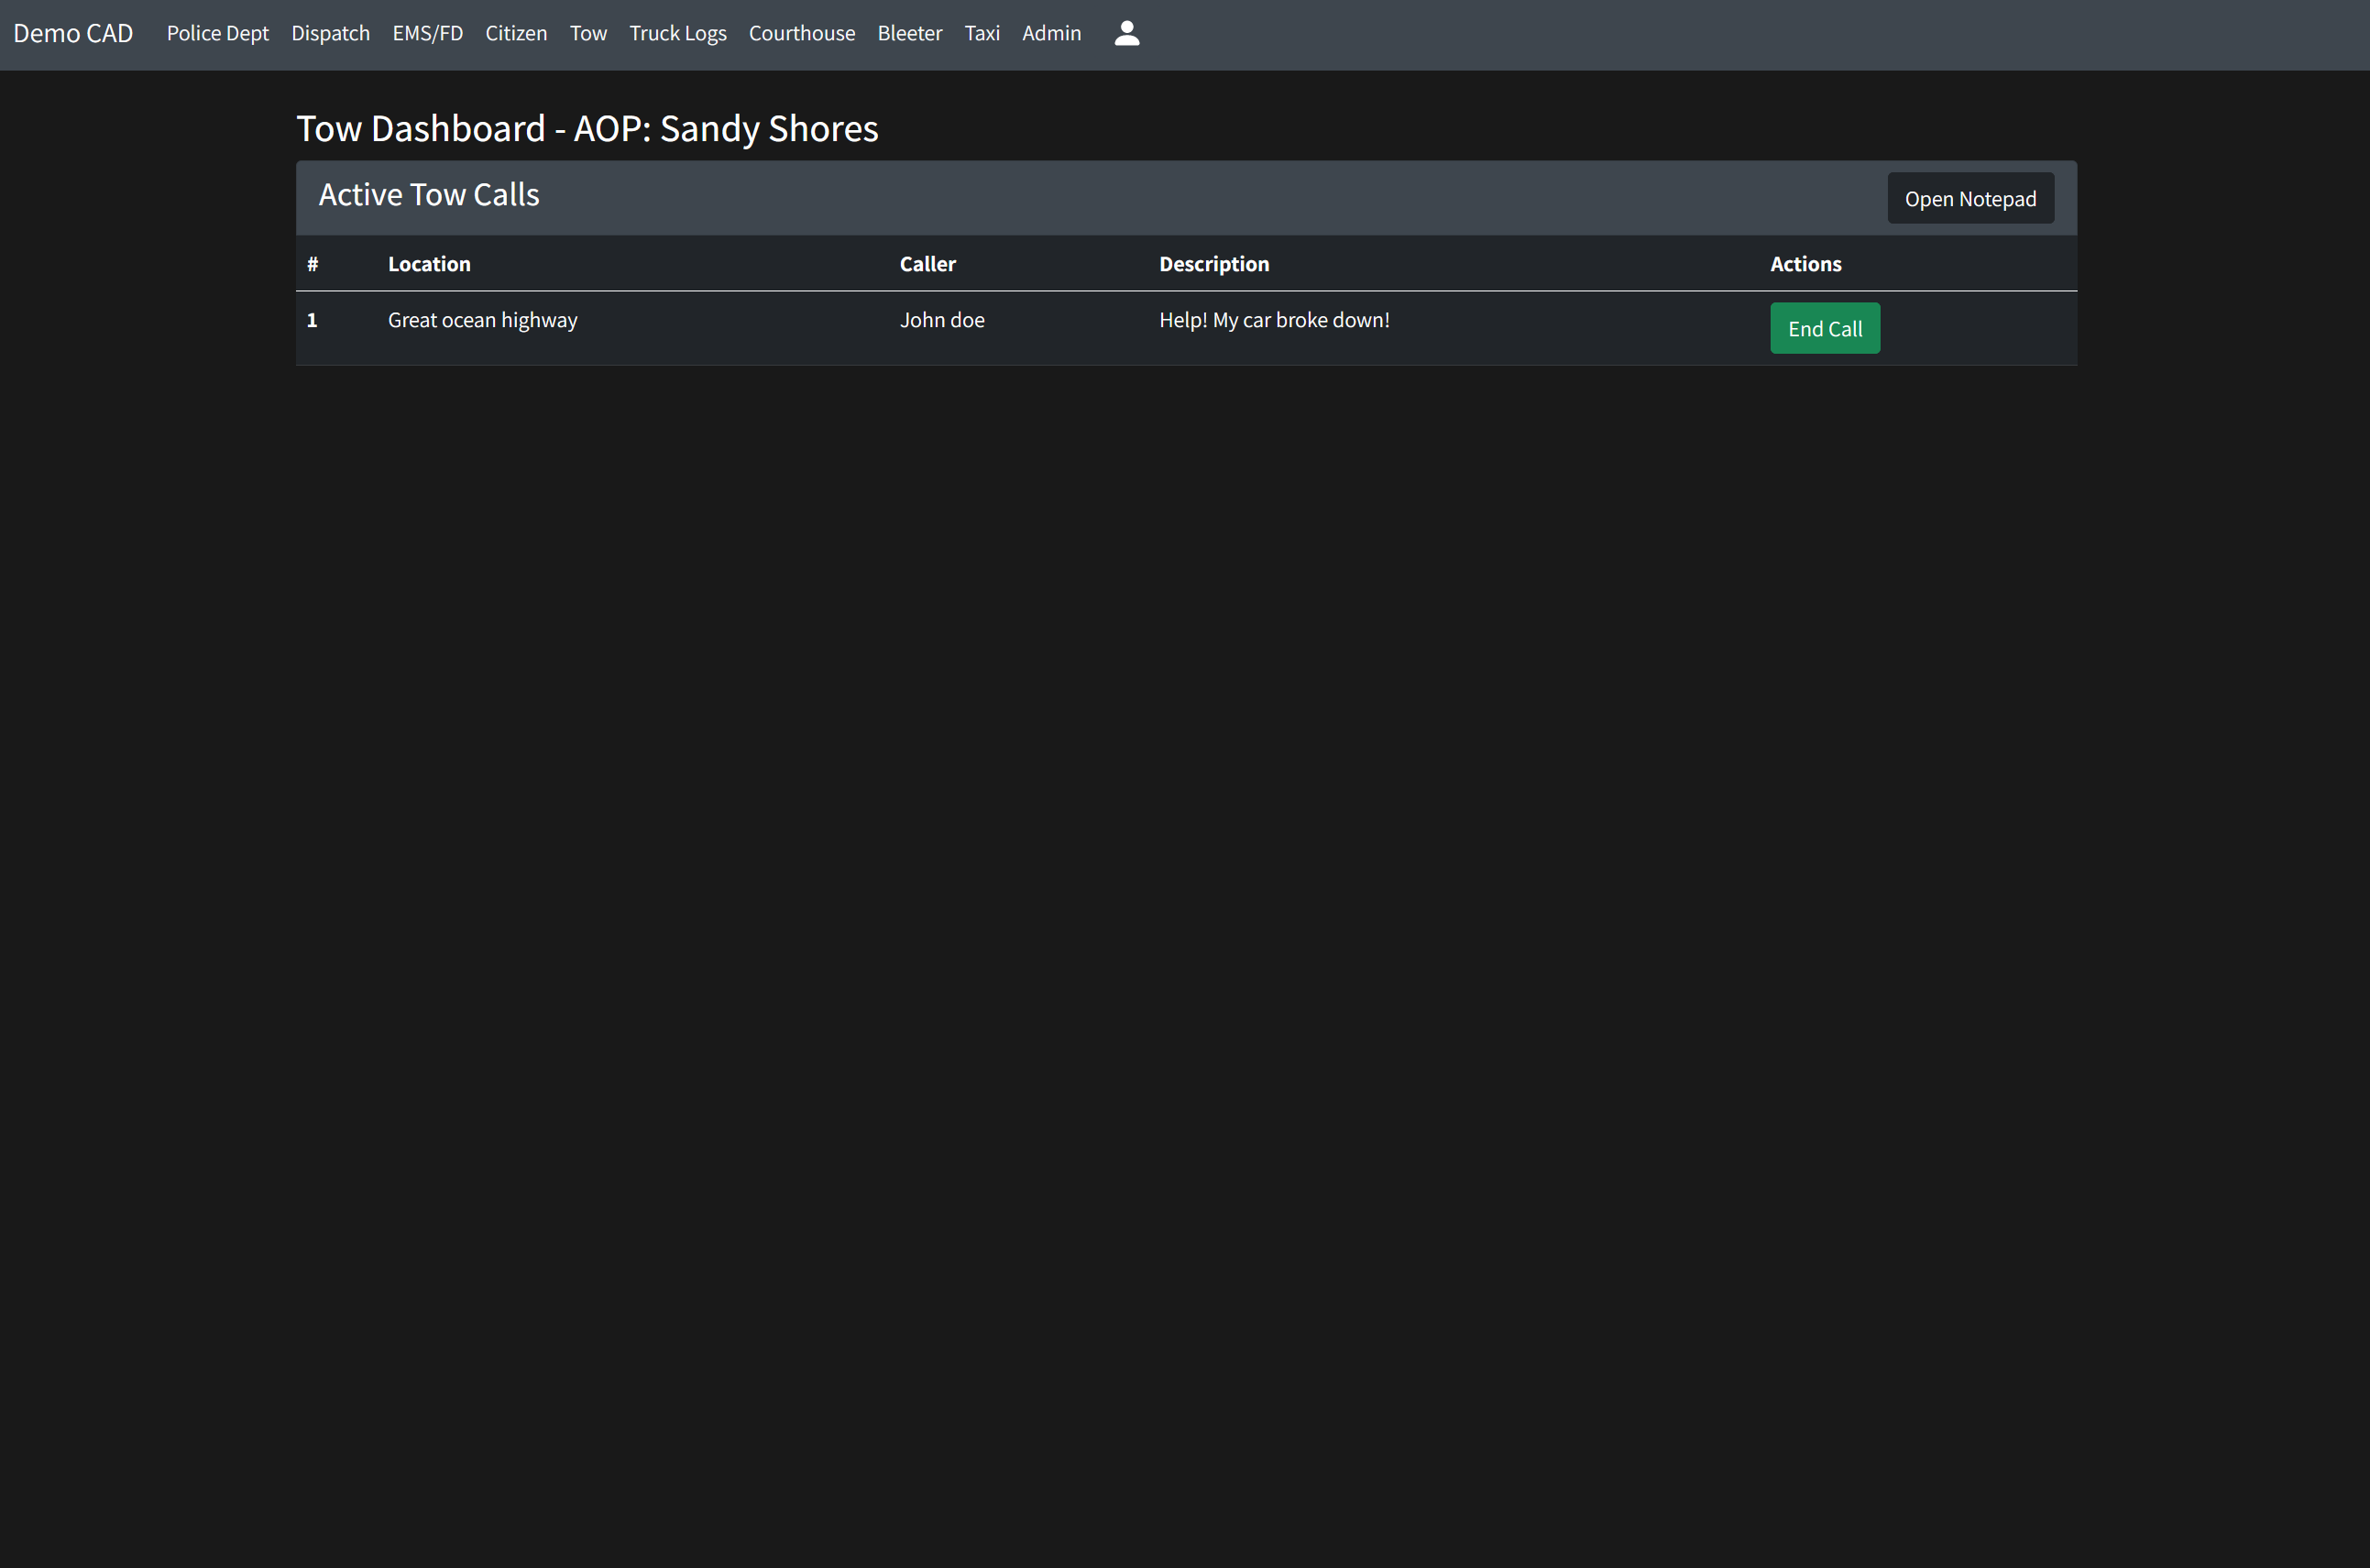 Demo CAD Police Dept Dispatch EMS/FD Citizen Tow Truck Logs Courthouse Bleeter Taxi Admin
Tow Dashboard - AOP: Sandy Shores
Active Tow Calls Open Notepad
# Location Caller Description Actions
1 Great ocean highway John doe Help! My car broke down! End Call